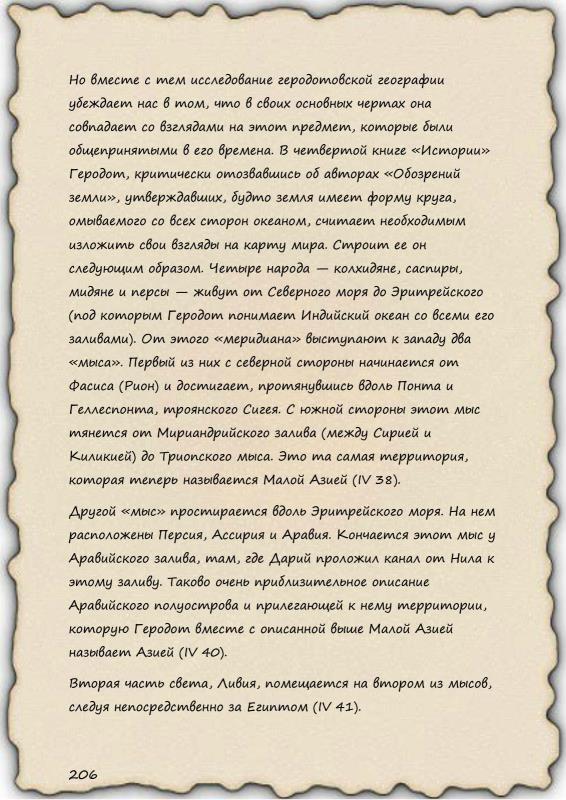 Но вместе с тем исследование геродотовской географии
убеждает нас в том, что в своих основных чертах она
совпадает со взглядами на этот предмет, которые были
общепринятыми в его времена. В четвертой книге «Истории»
Геродот, критически отозвавшись об авторах «Обозрений
земли», утверждавших, будто земля имеет форму круга,
омываемого со всех сторон океаном, считает необходимым
изложить свои взгляды на карту мира. Строит ее он
следующим образом. Четыре народа — колхидяне, саспиры,
мидяне и персы — живут от Северного моря до Эритрейского
(под которым Геродот понимает Индийский океан со всеми его
заливами). От этого «меридиана» выступают к западу два
«мыса». Первый из них с северной стороны начинается от
Фасиса (Рион) и достигает, протянувшись вдоль Понта и
Геллеспонта, троянского Сигея. С южной стороны этот мыс
тянется от Мириандрийского залива (между Сирией и
Киликией) до Триопского мыса. Это та самая территория,
которая теперь называется Малой Азией (IV 38).
Другой «мыс» простирается вдоль Эритрейского моря. На нем
расположены Персия, Ассирия и Аравия. Кончается этот мыс у
Аравийского залива, там, где Дарий проложил канал от Нила к
этому заливу. Таково очень приблизительное описание
Аравийского полуострова и прилегающей к нему территории,
которую Геродот вместе с описанной выше Малой Азией
называет Азией (IV 40).
Вторая часть света, Ливия, помещается на втором из мысов,
следуя непосредственно за Египтом (IV 41).
206